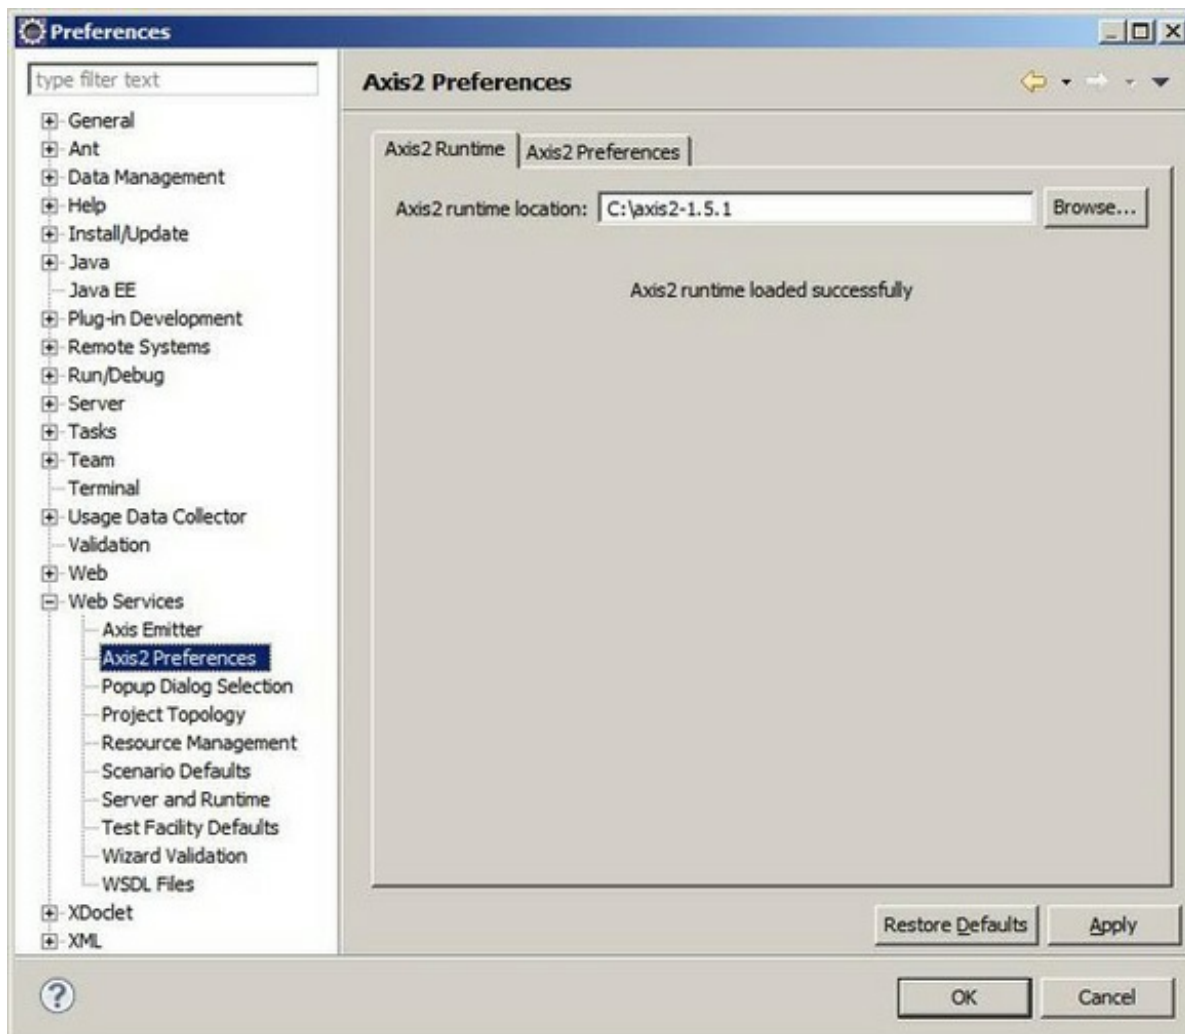 Preferences
type filter text
General
Ant
Data Management
Help
Install/Update
Java
Java EE
Plug-in Development
Remote Systems
Run/Debug
Server
Tasks
Team
Terminal
Usage Data Collector
Validation
Web
Web Services
Axis Emitter
Axis2 Preferences
Popup Dialog Selection
Project Topology
Resource Management
Scenario Defaults
Server and Runtime
Test Facility Defaults
Wizard Validation
WSDL Files
XDoclet
XML
Axis2 Preferences
Axis2 Runtime Axis2 Preferences
Axis2 runtime location: C:\axis2-1.5.1 Browse...
Axis2 runtime loaded successfully
Restore Defaults Apply
? OK Cancel